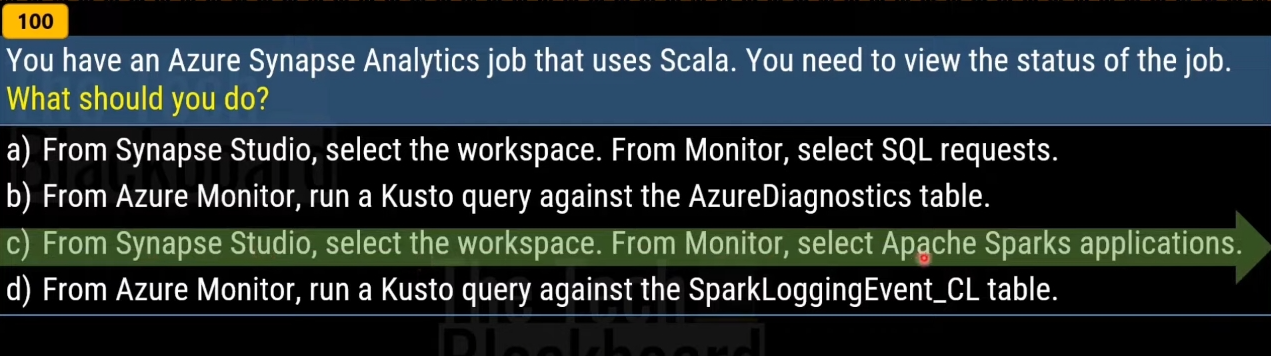 100
You have an Azure Synapse Analytics job that uses Scala. You need to view the status of the job.
What should you do?
a) From Synapse Studio, select the workspace. From Monitor, select SQL requests.
b) From Azure Monitor, run a Kusto query against the AzureDiagnostics table.
c) From Synapse Studio, select the workspace. From Monitor, select Apache Sparks applications.
d) From Azure Monitor, run a Kusto query against the SparkLoggingEvent_CL table.
The Tech
Blackboard